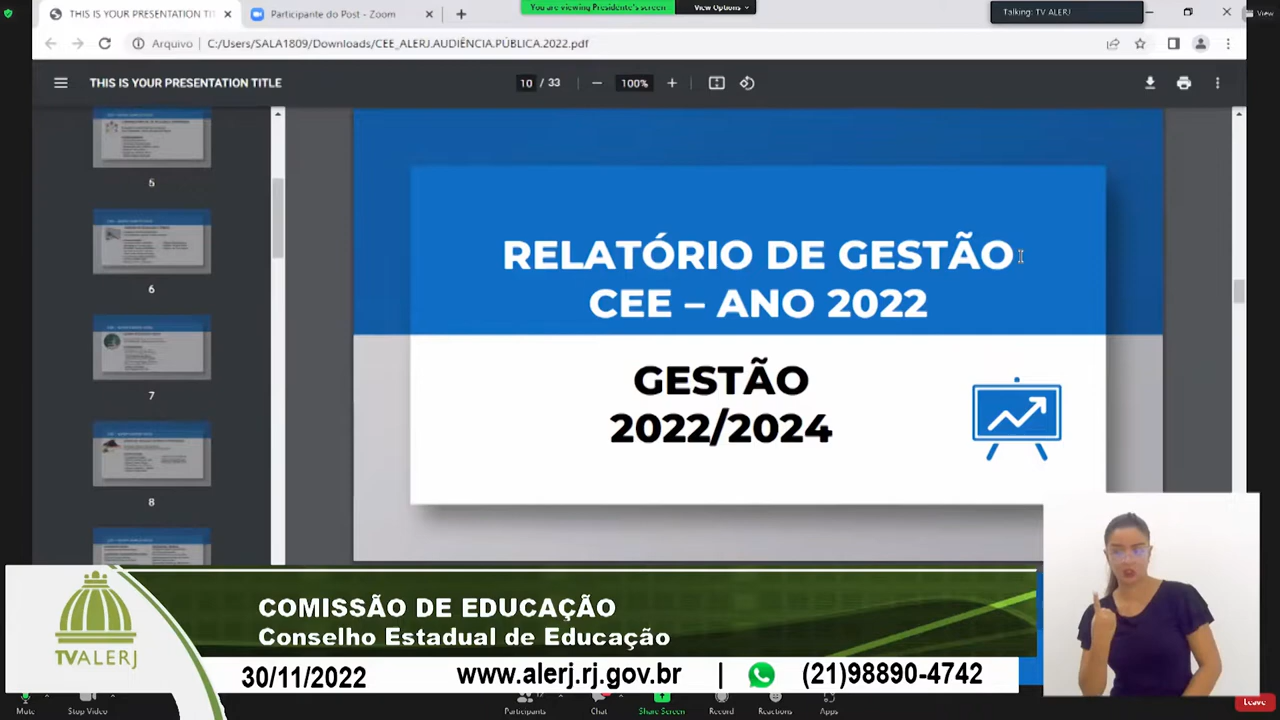 THIS IS YOUR PRESENTATION TIT
Participante do Post - Zoom
You are viewing Presidente's screen
View Options
Talking: TV ALERJ
View
Arquivo
C:/Users/SALA1809/Downloads/CEE_ALERJ.AUDIÊNCIA.PÚBLICA.2022.pdf
THIS IS YOUR PRESENTATION TITLE
10 / 33
100%
5
6
7
8
RELATÓRIO DE GESTÃO
CEE – ANO 2022
GESTÃO
2022/2024
COMISSÃO DE EDUCAÇÃO
Conselho Estadual de Educação
TVALERJ
30/11/2022
www.alerj.rj.gov.br | (21)98890-4742
Mute
Stop Video
Participants
Chat
Share Screen
Record
Reactions
Apps
Leave